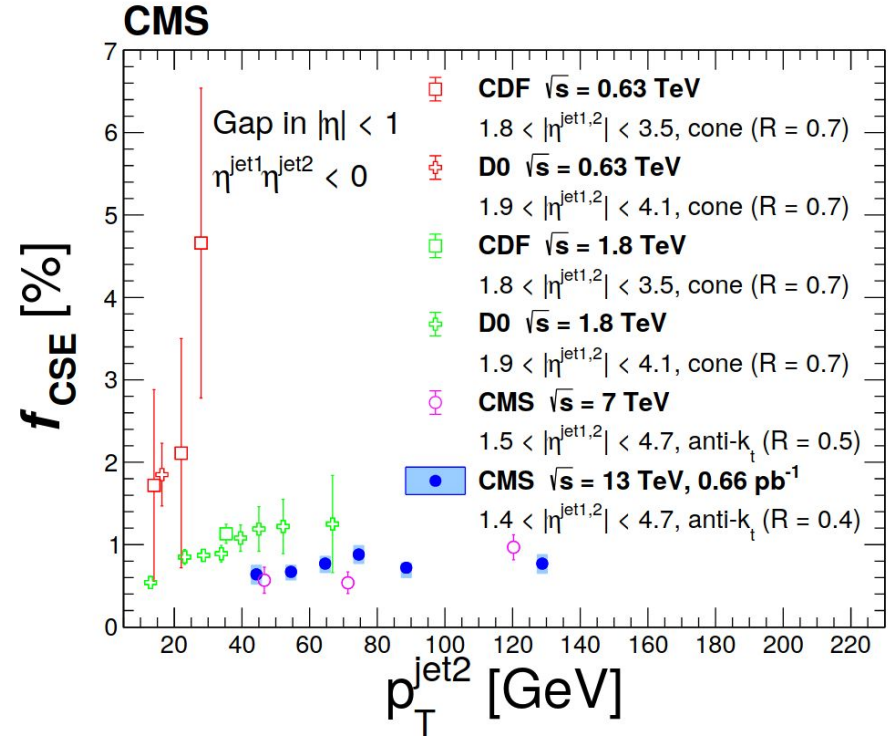 CMS
7
6
5
4
3
2
1
0
f_CSE [%]
Gap in |η| < 1
η^jet1 η^jet2 < 0
CDF √s = 0.63 TeV
1.8 < |η^jet1,2| < 3.5, cone (R = 0.7)
D0 √s = 0.63 TeV
1.9 < |η^jet1,2| < 4.1, cone (R = 0.7)
CDF √s = 1.8 TeV
1.8 < |η^jet1,2| < 3.5, cone (R = 0.7)
D0 √s = 1.8 TeV
1.9 < |η^jet1,2| < 4.1, cone (R = 0.7)
CMS √s = 7 TeV
1.5 < |η^jet1,2| < 4.7, anti-k_t (R = 0.5)
CMS √s = 13 TeV, 0.66 pb^-1
1.4 < |η^jet1,2| < 4.7, anti-k_t (R = 0.4)
20 40 60 80 100 120 140 160 180 200 220
p_T^jet2 [GeV]